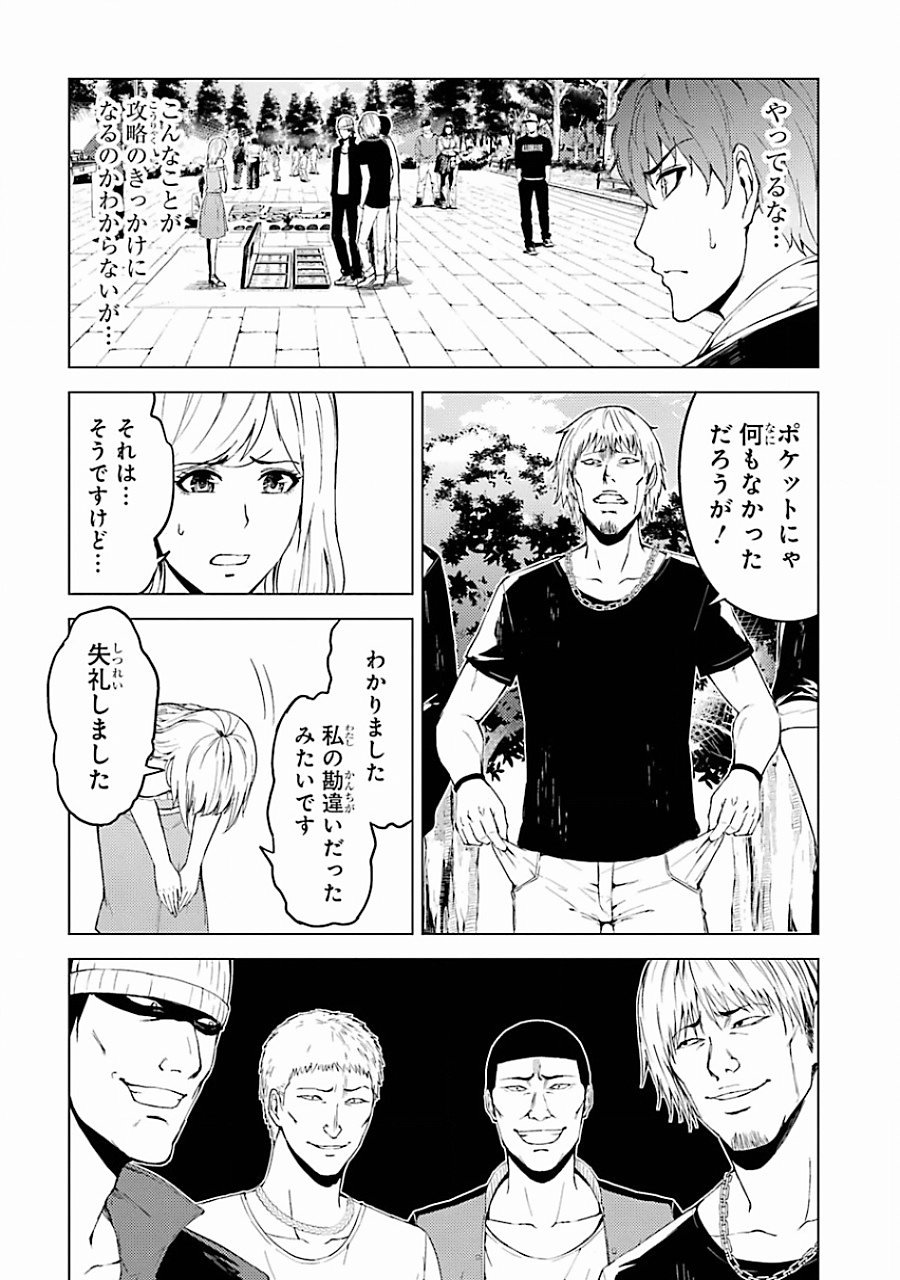 やってるな…
こんなことが
攻略のきっかけに
なるのかわからないが…
ポケットにゃ
何もなかった
だろうが!
それは…
そうですけど…
わかりました
私の勘違いだった
みたいです
失礼しました